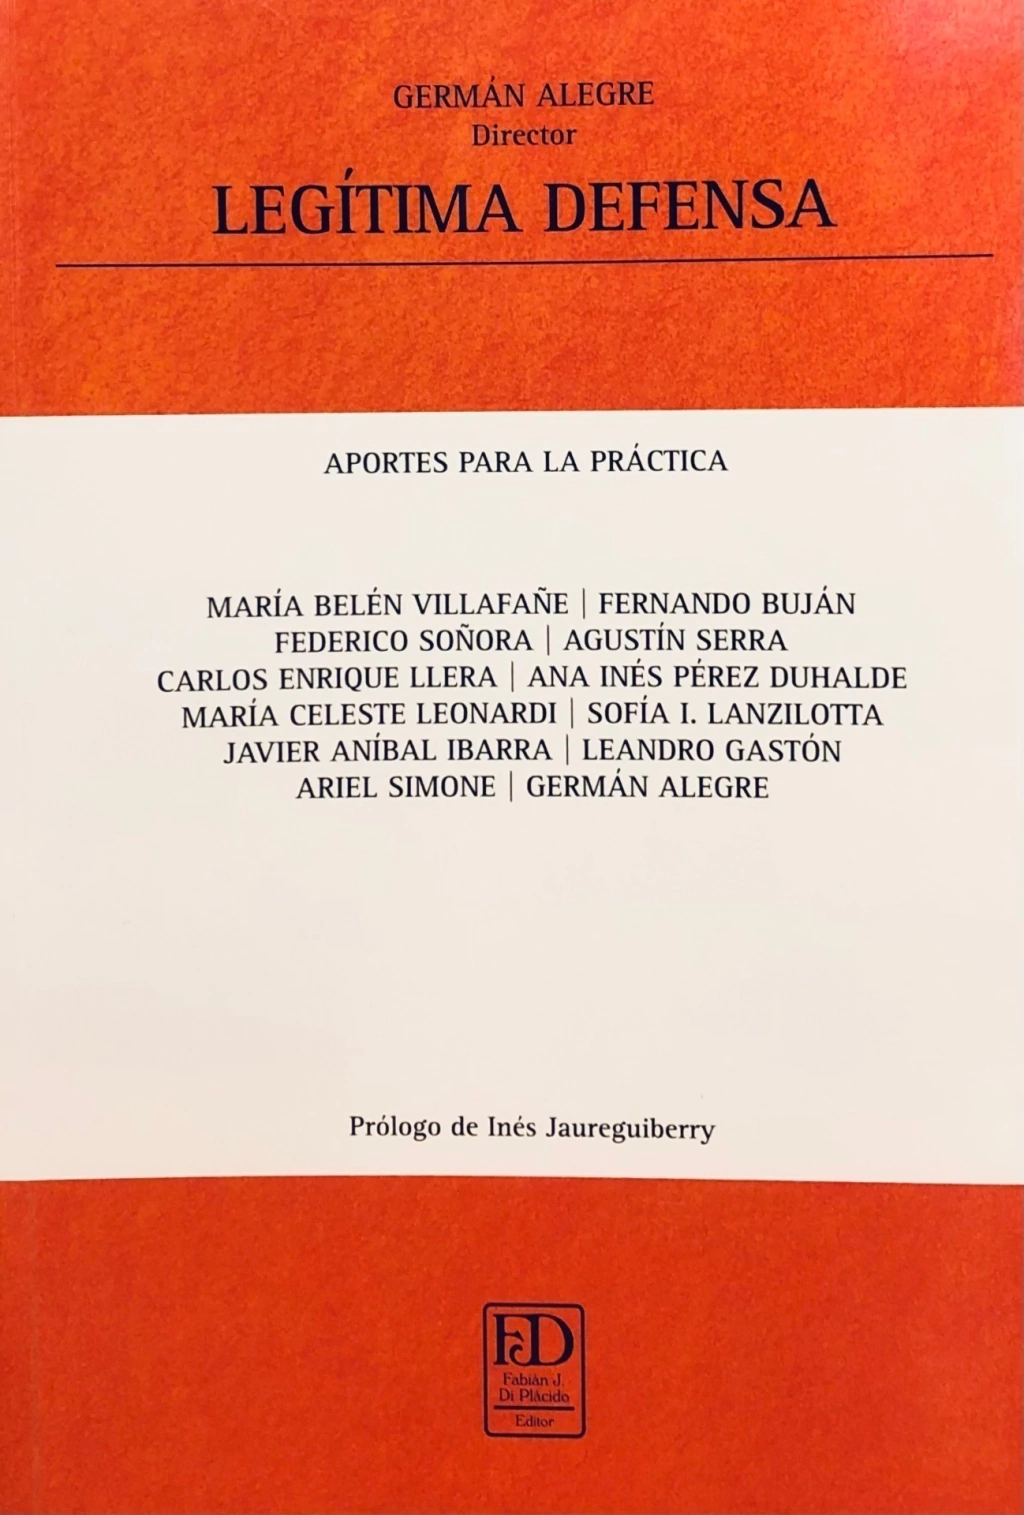 GERMÁN ALEGRE
Director
LEGÍTIMA DEFENSA
APORTES PARA LA PRÁCTICA
MARÍA BELÉN VILLAFAÑE | FERNANDO BUJÁN
FEDERICO SOÑORA | AGUSTÍN SERRA
CARLOS ENRIQUE LLERA | ANA INÉS PÉREZ DUHALDE
MARÍA CELESTE LEONARDI | SOFÍA I. LANZILOTTA
JAVIER ANÍBAL IBARRA | LEANDRO GASTÓN
ARIEL SIMONE | GERMÁN ALEGRE
Prólogo de Inés Jaureguiberry
FJD
Fabián J.
Di Plácido
Editor